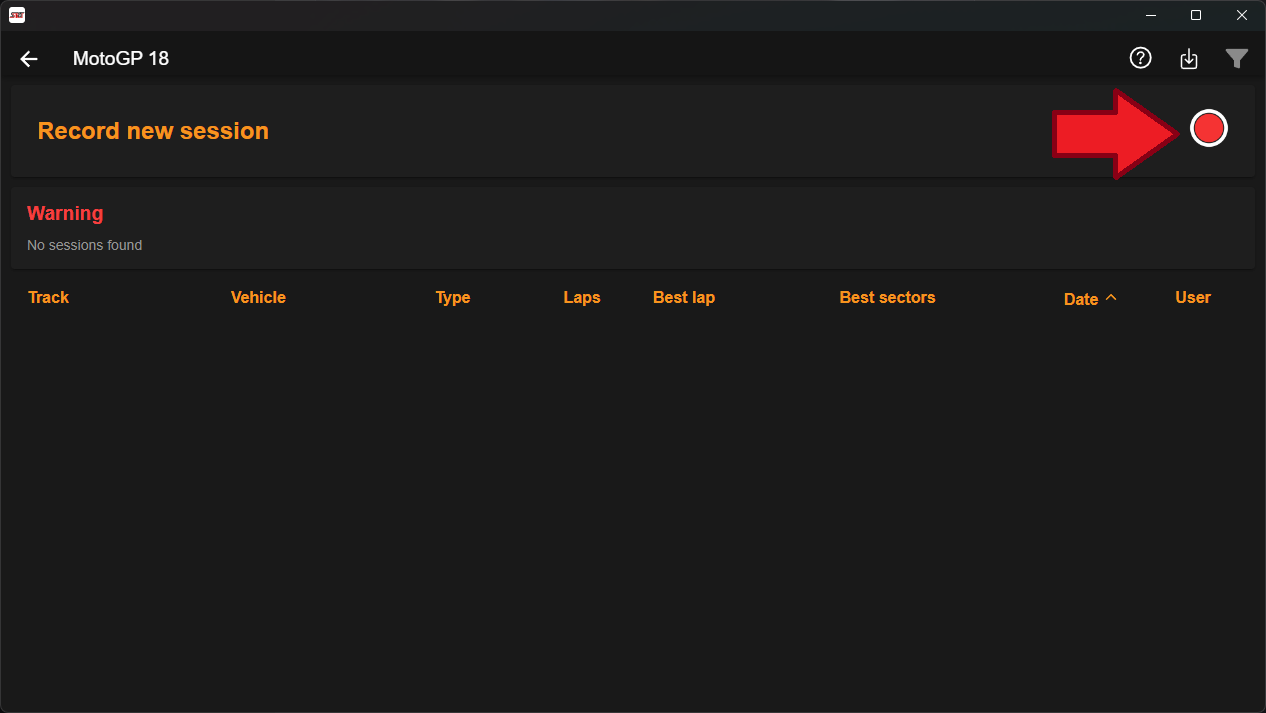 MotoGP 18
Record new session
Warning
No sessions found
Track Vehicle Type Laps Best lap Best sectors Date User